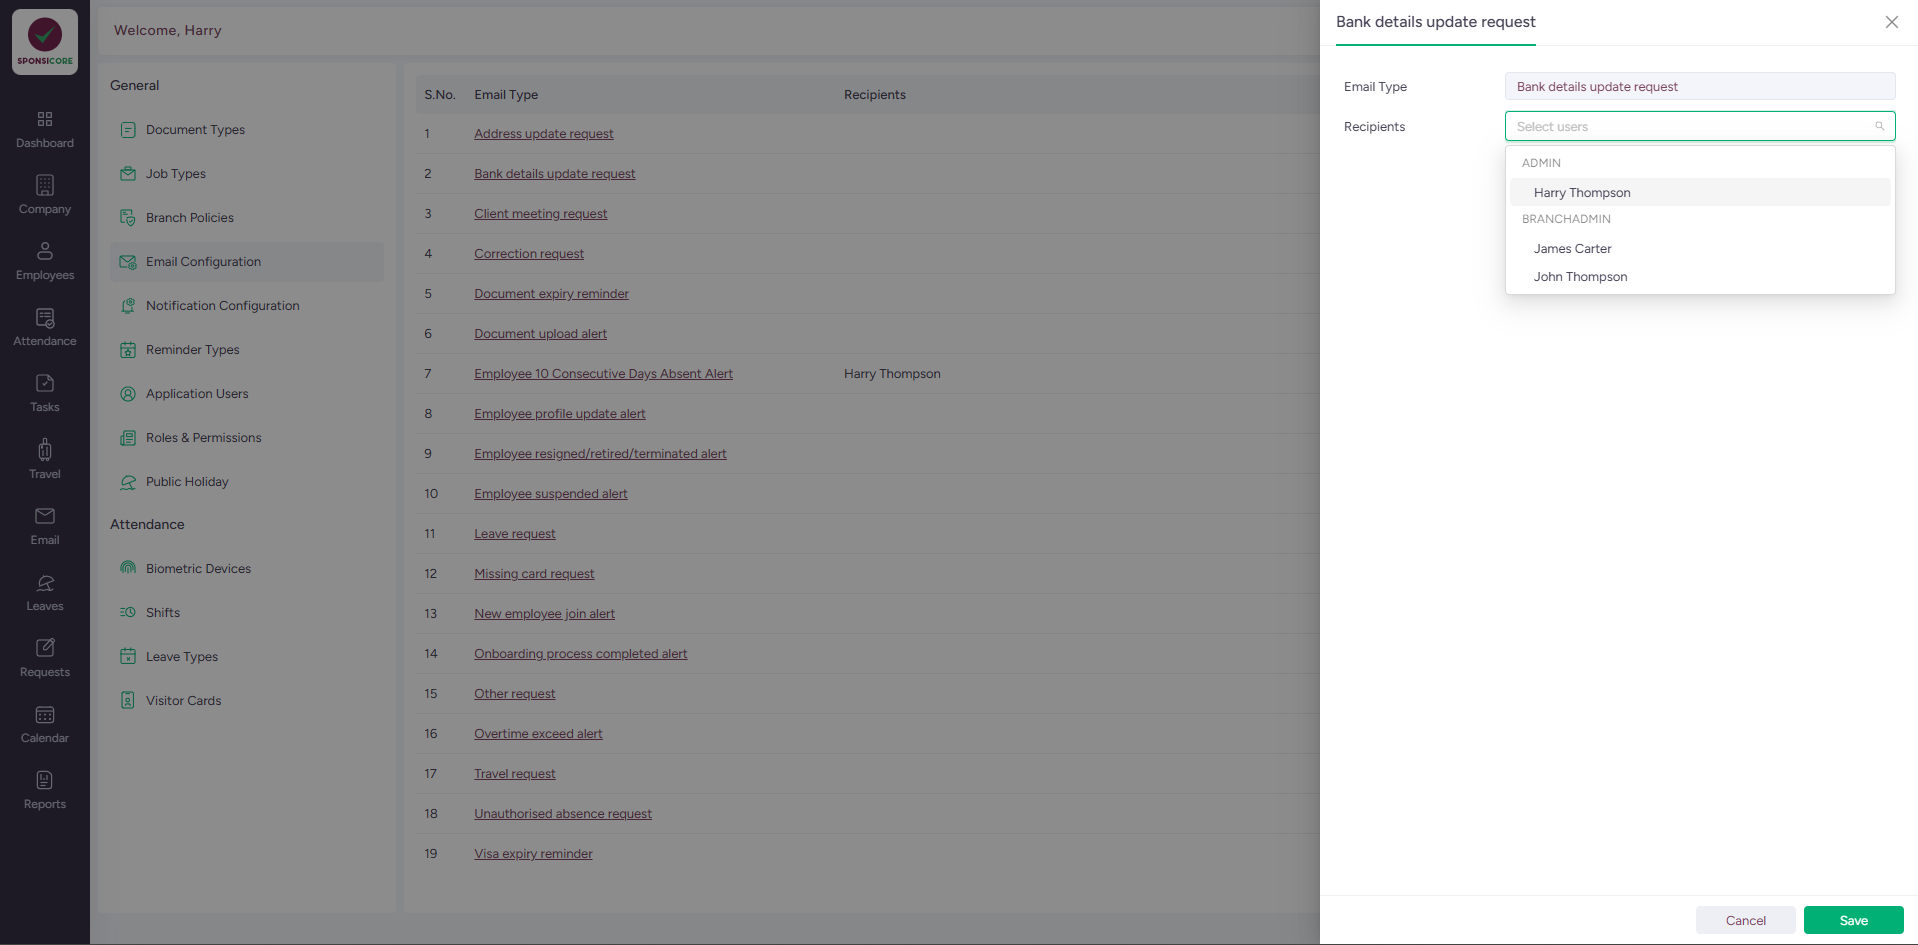 SPONSICORE
Dashboard
Company
Employees
Attendance
Tasks
Travel
Email
Leaves
Requests
Calendar
Reports
Welcome, Harry
General
Document Types
Job Types
Branch Policies
Email Configuration
Notification Configuration
Reminder Types
Application Users
Roles & Permissions
Public Holiday
Attendance
Biometric Devices
Shifts
Leave Types
Visitor Cards
S.No. Email Type Recipients
1 Address update request
2 Bank details update request
3 Client meeting request
4 Correction request
5 Document expiry reminder
6 Document upload alert
7 Employee 10 Consecutive Days Absent Alert Harry Thompson
8 Employee profile update alert
9 Employee resigned/retired/terminated alert
10 Employee suspended alert
11 Leave request
12 Missing card request
13 New employee join alert
14 Onboarding process completed alert
15 Other request
16 Overtime exceed alert
17 Travel request
18 Unauthorised absence request
19 Visa expiry reminder
Bank details update request
Email Type Bank details update request
Recipients Select users
ADMIN
Harry Thompson
BRANCHADMIN
James Carter
John Thompson
Cancel Save